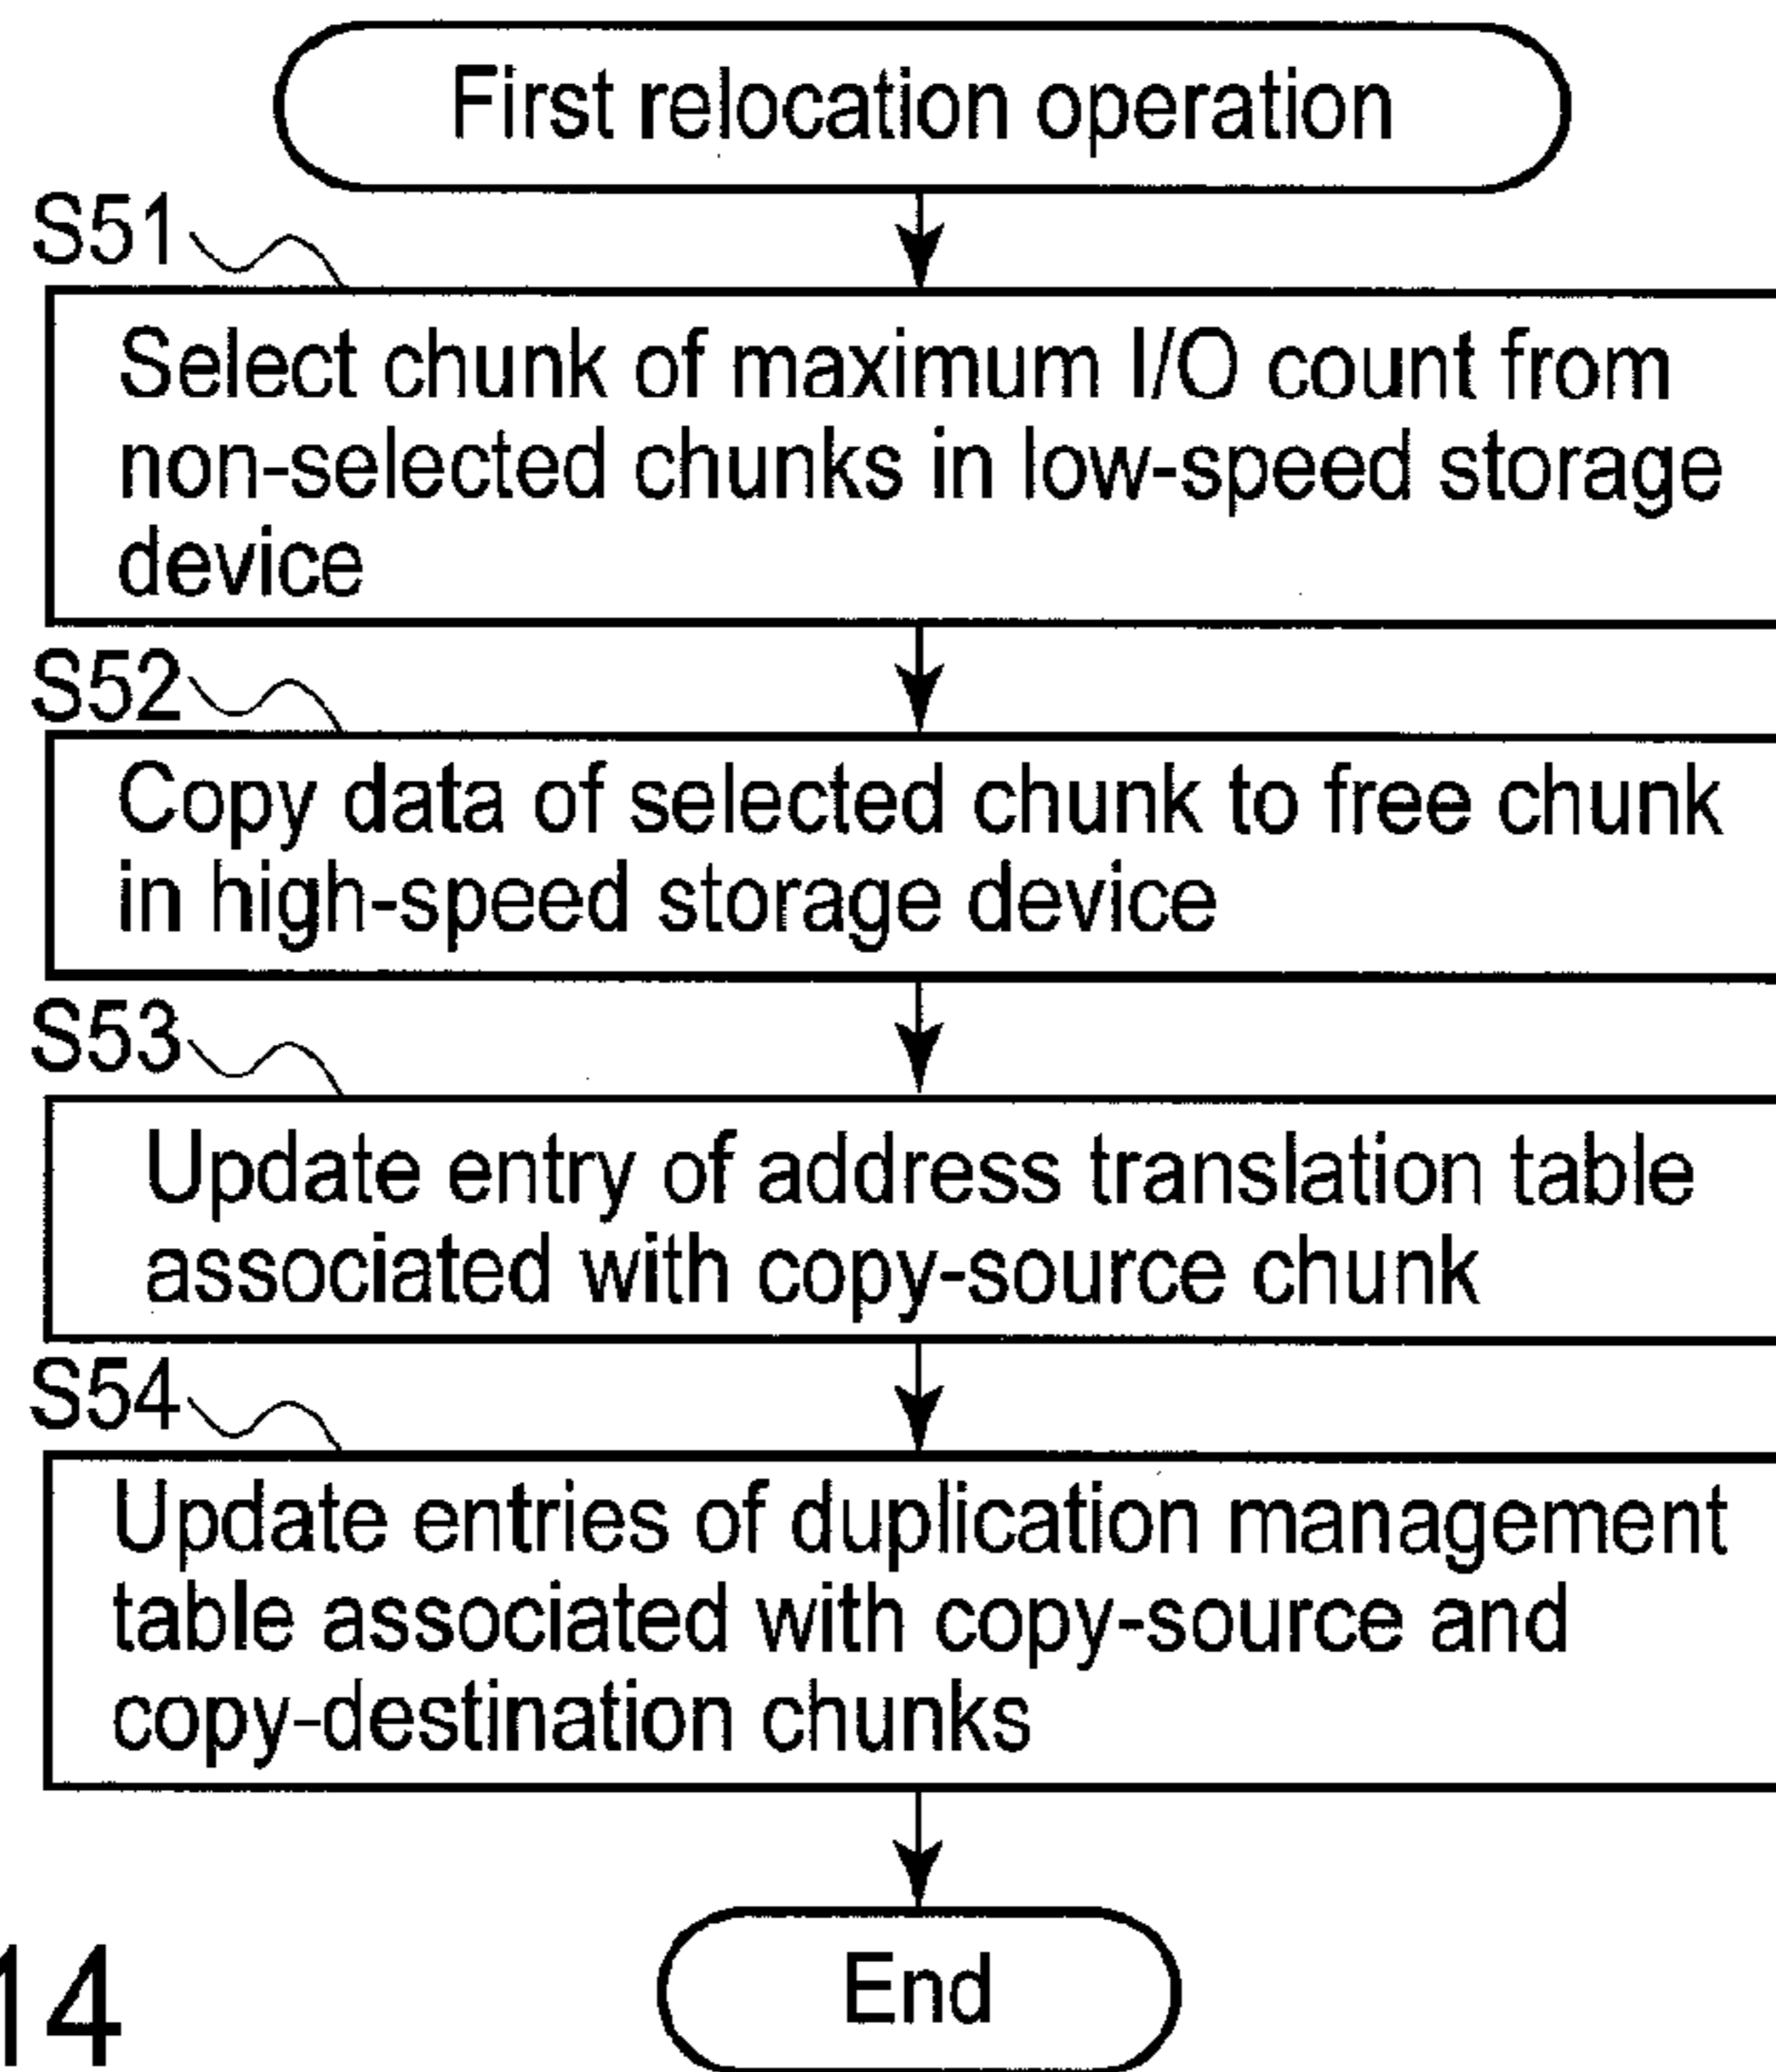 First relocation operation
S51
Select chunk of maximum I/O count from
non-selected chunks in low-speed storage
device
S52
Copy data of selected chunk to free chunk
in high-speed storage device
S53
Update entry of address translation table
associated with copy-source chunk
S54
Update entries of duplication management
table associated with copy-source and
copy-destination chunks
End
14